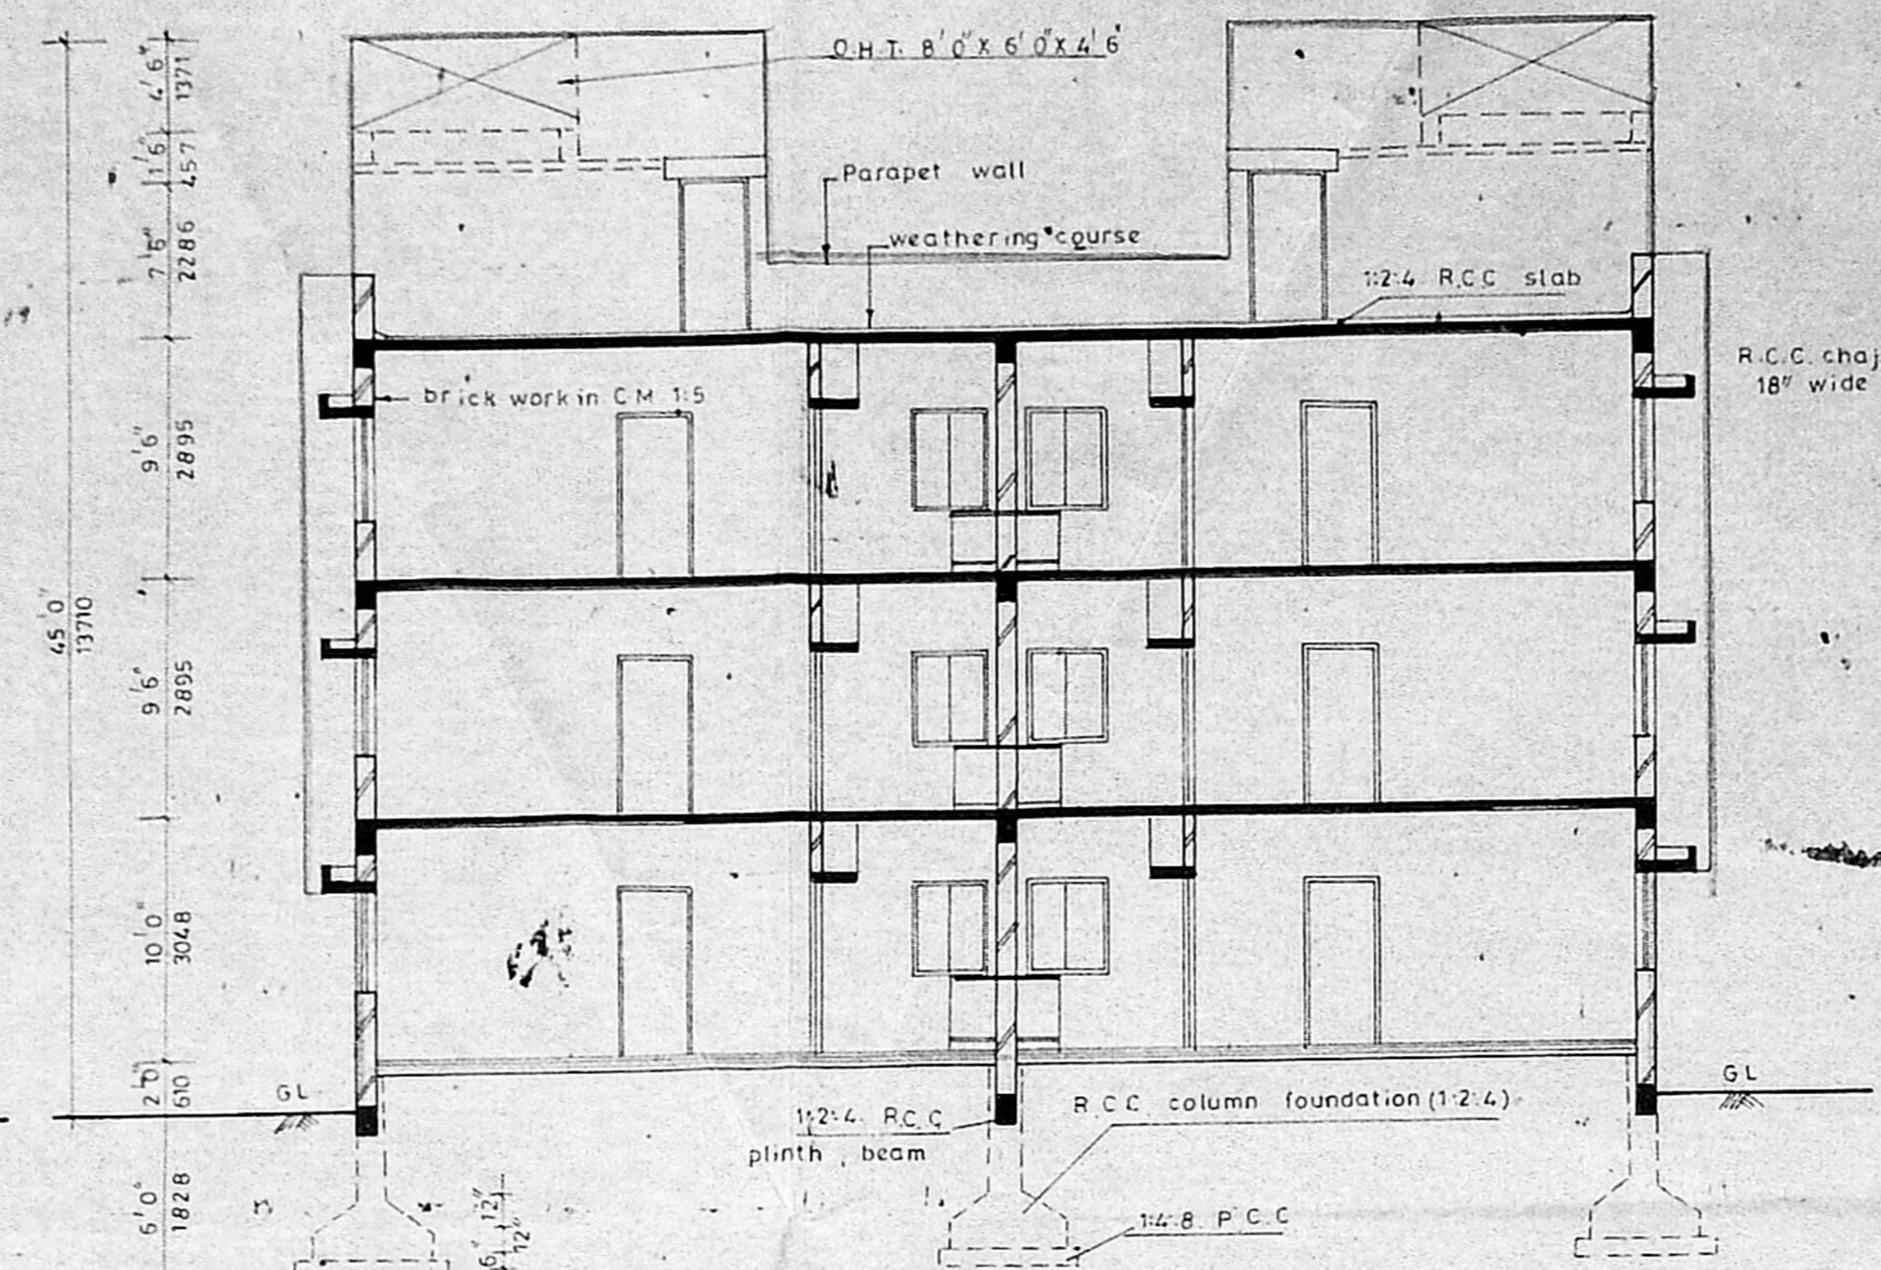 O.H.T. 8'0"X 6'0"X 4'6"
Parapet wall
weathering course
1:2:4 R.C.C slab
R.C.C. chaj
18" wide
brick work in C M 1:5
4'6"
1371
1'6"
457
7'6"
2286
9'6"
2895
9'6"
2895
10'0"
3048
2'0"
610
6'0"
1828
45'0"
13710
GL
GL
1:2:4 R.C.C
plinth beam
R.C.C column foundation (1:2:4)
1:4:8 P C C
12"
12"
6"